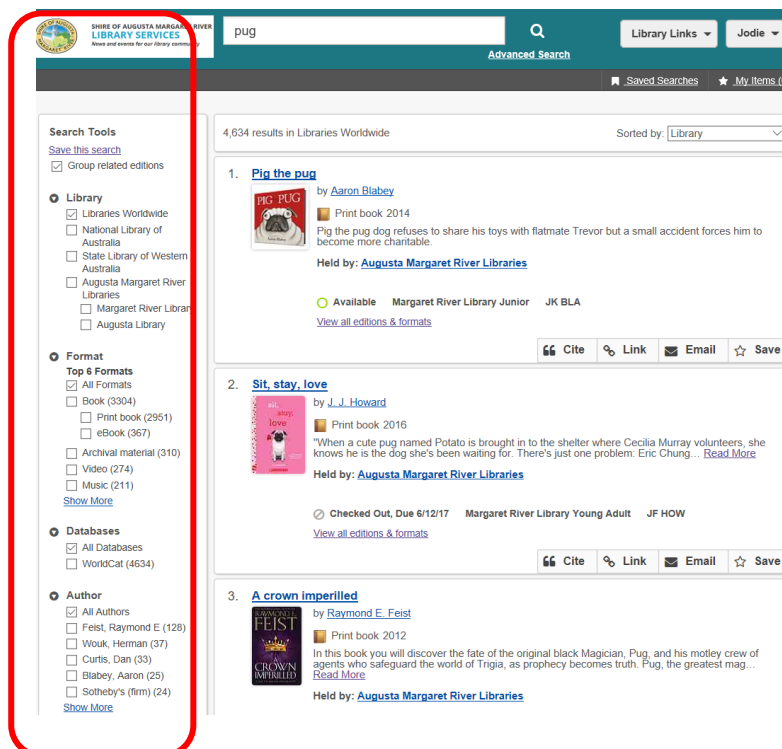 SHIRE OF AUGUSTA MARGARET RIVER
LIBRARY SERVICES
News and events for our library community
pug
Advanced Search
Library Links
Jodie
Saved Searches
My Items (
Search Tools
Save this search
Group related editions
Library
Libraries Worldwide
National Library of
Australia
State Library of Western
Australia
Augusta Margaret River
Libraries
Margaret River Library
Augusta Library
Format
Top 6 Formats
All Formats
Book (3304)
Print book (2951)
eBook (367)
Archival material (310)
Video (274)
Music (211)
Show More
Databases
All Databases
WorldCat (4634)
Author
All Authors
Feist, Raymond E (128)
Wouk, Herman (37)
Curtis, Dan (33)
Blabey, Aaron (25)
Sotheby's (firm) (24)
Show More
4,634 results in Libraries Worldwide
Sorted by: Library
1. Pig the pug
PIG PUG
by Aaron Blabey
Print book 2014
Pig the pug dog refuses to share his toys with flatmate Trevor but a small accident forces him to
become more charitable.
Held by: Augusta Margaret River Libraries
Available Margaret River Library Junior JK BLA
View all editions & formats
Cite Link Email Save
2. Sit, stay, love
sit,
stay,
love
by J. J. Howard
Print book 2016
"When a cute pug named Potato is brought in to the shelter where Cecilia Murray volunteers, she
knows he is the dog she's been waiting for. There's just one problem: Eric Chung... Read More
Held by: Augusta Margaret River Libraries
Checked Out, Due 6/12/17 Margaret River Library Young Adult JF HOW
View all editions & formats
Cite Link Email Save
3. A crown imperilled
RAYMOND E.
FEIST
CROWN
IMPERILLED
by Raymond E. Feist
Print book 2012
In this book you will discover the fate of the original black Magician, Pug, and his motley crew of
agents who safeguard the world of Trigia, as prophecy becomes truth. Pug, the greatest mag...
Read More
Held by: Augusta Margaret River Libraries